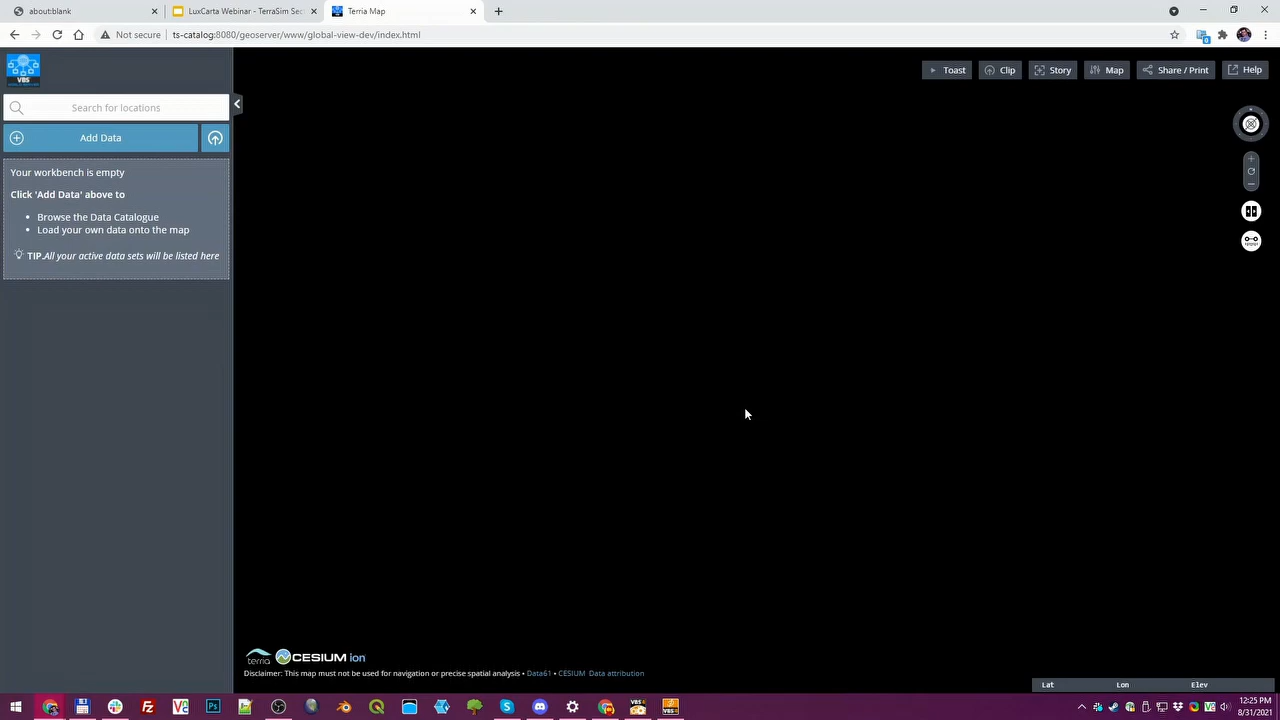 about:blank
LuxCarta Webinar - TerraSim Sec
Terria Map
Not secure
ts-catalog:8080/geoserver/www/global-view-dev/index.html
0
VBS
Toast
Clip
Story
Map
Share / Print
Help
Search for locations
Add Data
Your workbench is empty
Click 'Add Data' above to
• Browse the Data Catalogue
• Load your own data onto the map
TIP. All your active data sets will be listed here
terria CESIUM ion
Disclaimer: This map must not be used for navigation or precise spatial analysis • Data61 • CESIUM Data attribution
Lat Lon Elev
12:25 PM
8/31/2021